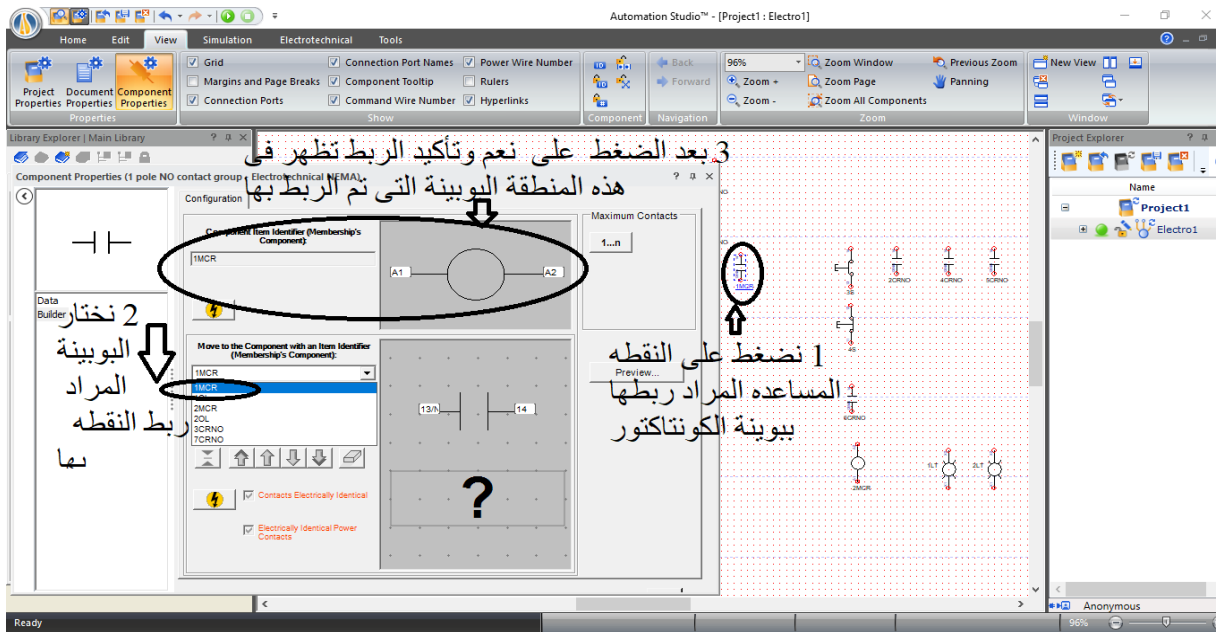 Automation Studio™ - [Project1 : Electro1]
Home Edit View Simulation Electrotechnical Tools
Project Properties
Document Properties
Component Properties
Properties
Grid
Margins and Page Breaks
Connection Ports
Connection Port Names
Component Tooltip
Command Wire Number
Power Wire Number
Rulers
Hyperlinks
Show
Component
Back
Forward
Navigation
96%
Zoom +
Zoom -
Zoom Window
Zoom Page
Zoom All Components
Previous Zoom
Panning
Zoom
New View
Window
Library Explorer | Main Library
Component Properties (1 pole NO contact group - Electrotechnical NEMA)
3 بعد الضغط على نعم وتأكيد الربط تظهر فى
هذه المنطقة البوبينة التى تم الربط بها
Configuration
Component Item Identifier (Membership's
Component):
1MCR
A1
A2
Maximum Contacts
1...n
Data
Builder
2 نختار
البوبينة
المراد
ربط النقطه
بها
Move to the Component with an Item Identifier
(Membership's Component):
1MCR
1MCR
1OL
2MCR
2OL
3CRNO
7CRNO
13/N
14
Preview...
Contacts Electrically Identical
Electrically Identical Power
Contacts
?
1 نضغط على النقطه
المساعده المراد ربطها
ببوبينة الكونتاكتور
1MCR
3S
2CRNO
4CRNO
5CRNO
4S
6CRNO
2MCR
1LT
2LT
Project Explorer
Name
Project1
Electro1
Anonymous
Ready
96%